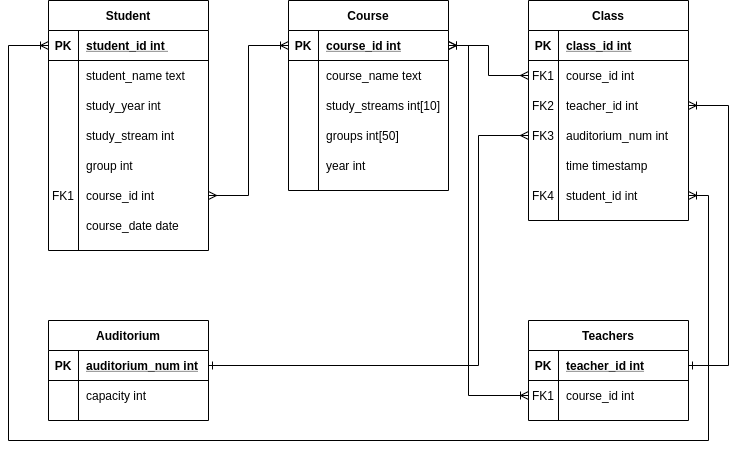 Student
PK student_id int
student_name text
study_year int
study_stream int
group int
FK1 course_id int
course_date date
Course
PK course_id int
course_name text
study_streams int[10]
groups int[50]
year int
Class
PK class_id int
FK1 course_id int
FK2 teacher_id int
FK3 auditorium_num int
time timestamp
FK4 student_id int
Auditorium
PK auditorium_num int
capacity int
Teachers
PK teacher_id int
FK1 course_id int